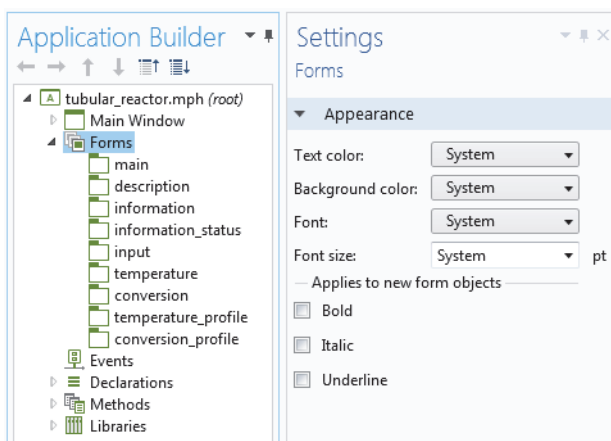 Application Builder
A tubular_reactor.mph (root)
Main Window
Forms
main
description
information
information_status
input
temperature
conversion
temperature_profile
conversion_profile
Events
Declarations
Methods
Libraries
Settings
Forms
Appearance
Text color: System
Background color: System
Font: System
Font size: System pt
Applies to new form objects
Bold
Italic
Underline